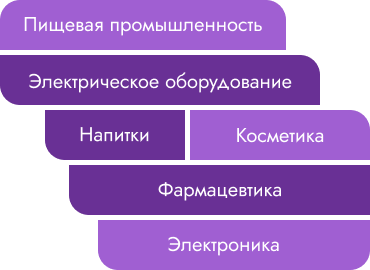 Пищевая промышленность
Электрическое оборудование
Напитки
Косметика
Фармацевтика
Электроника